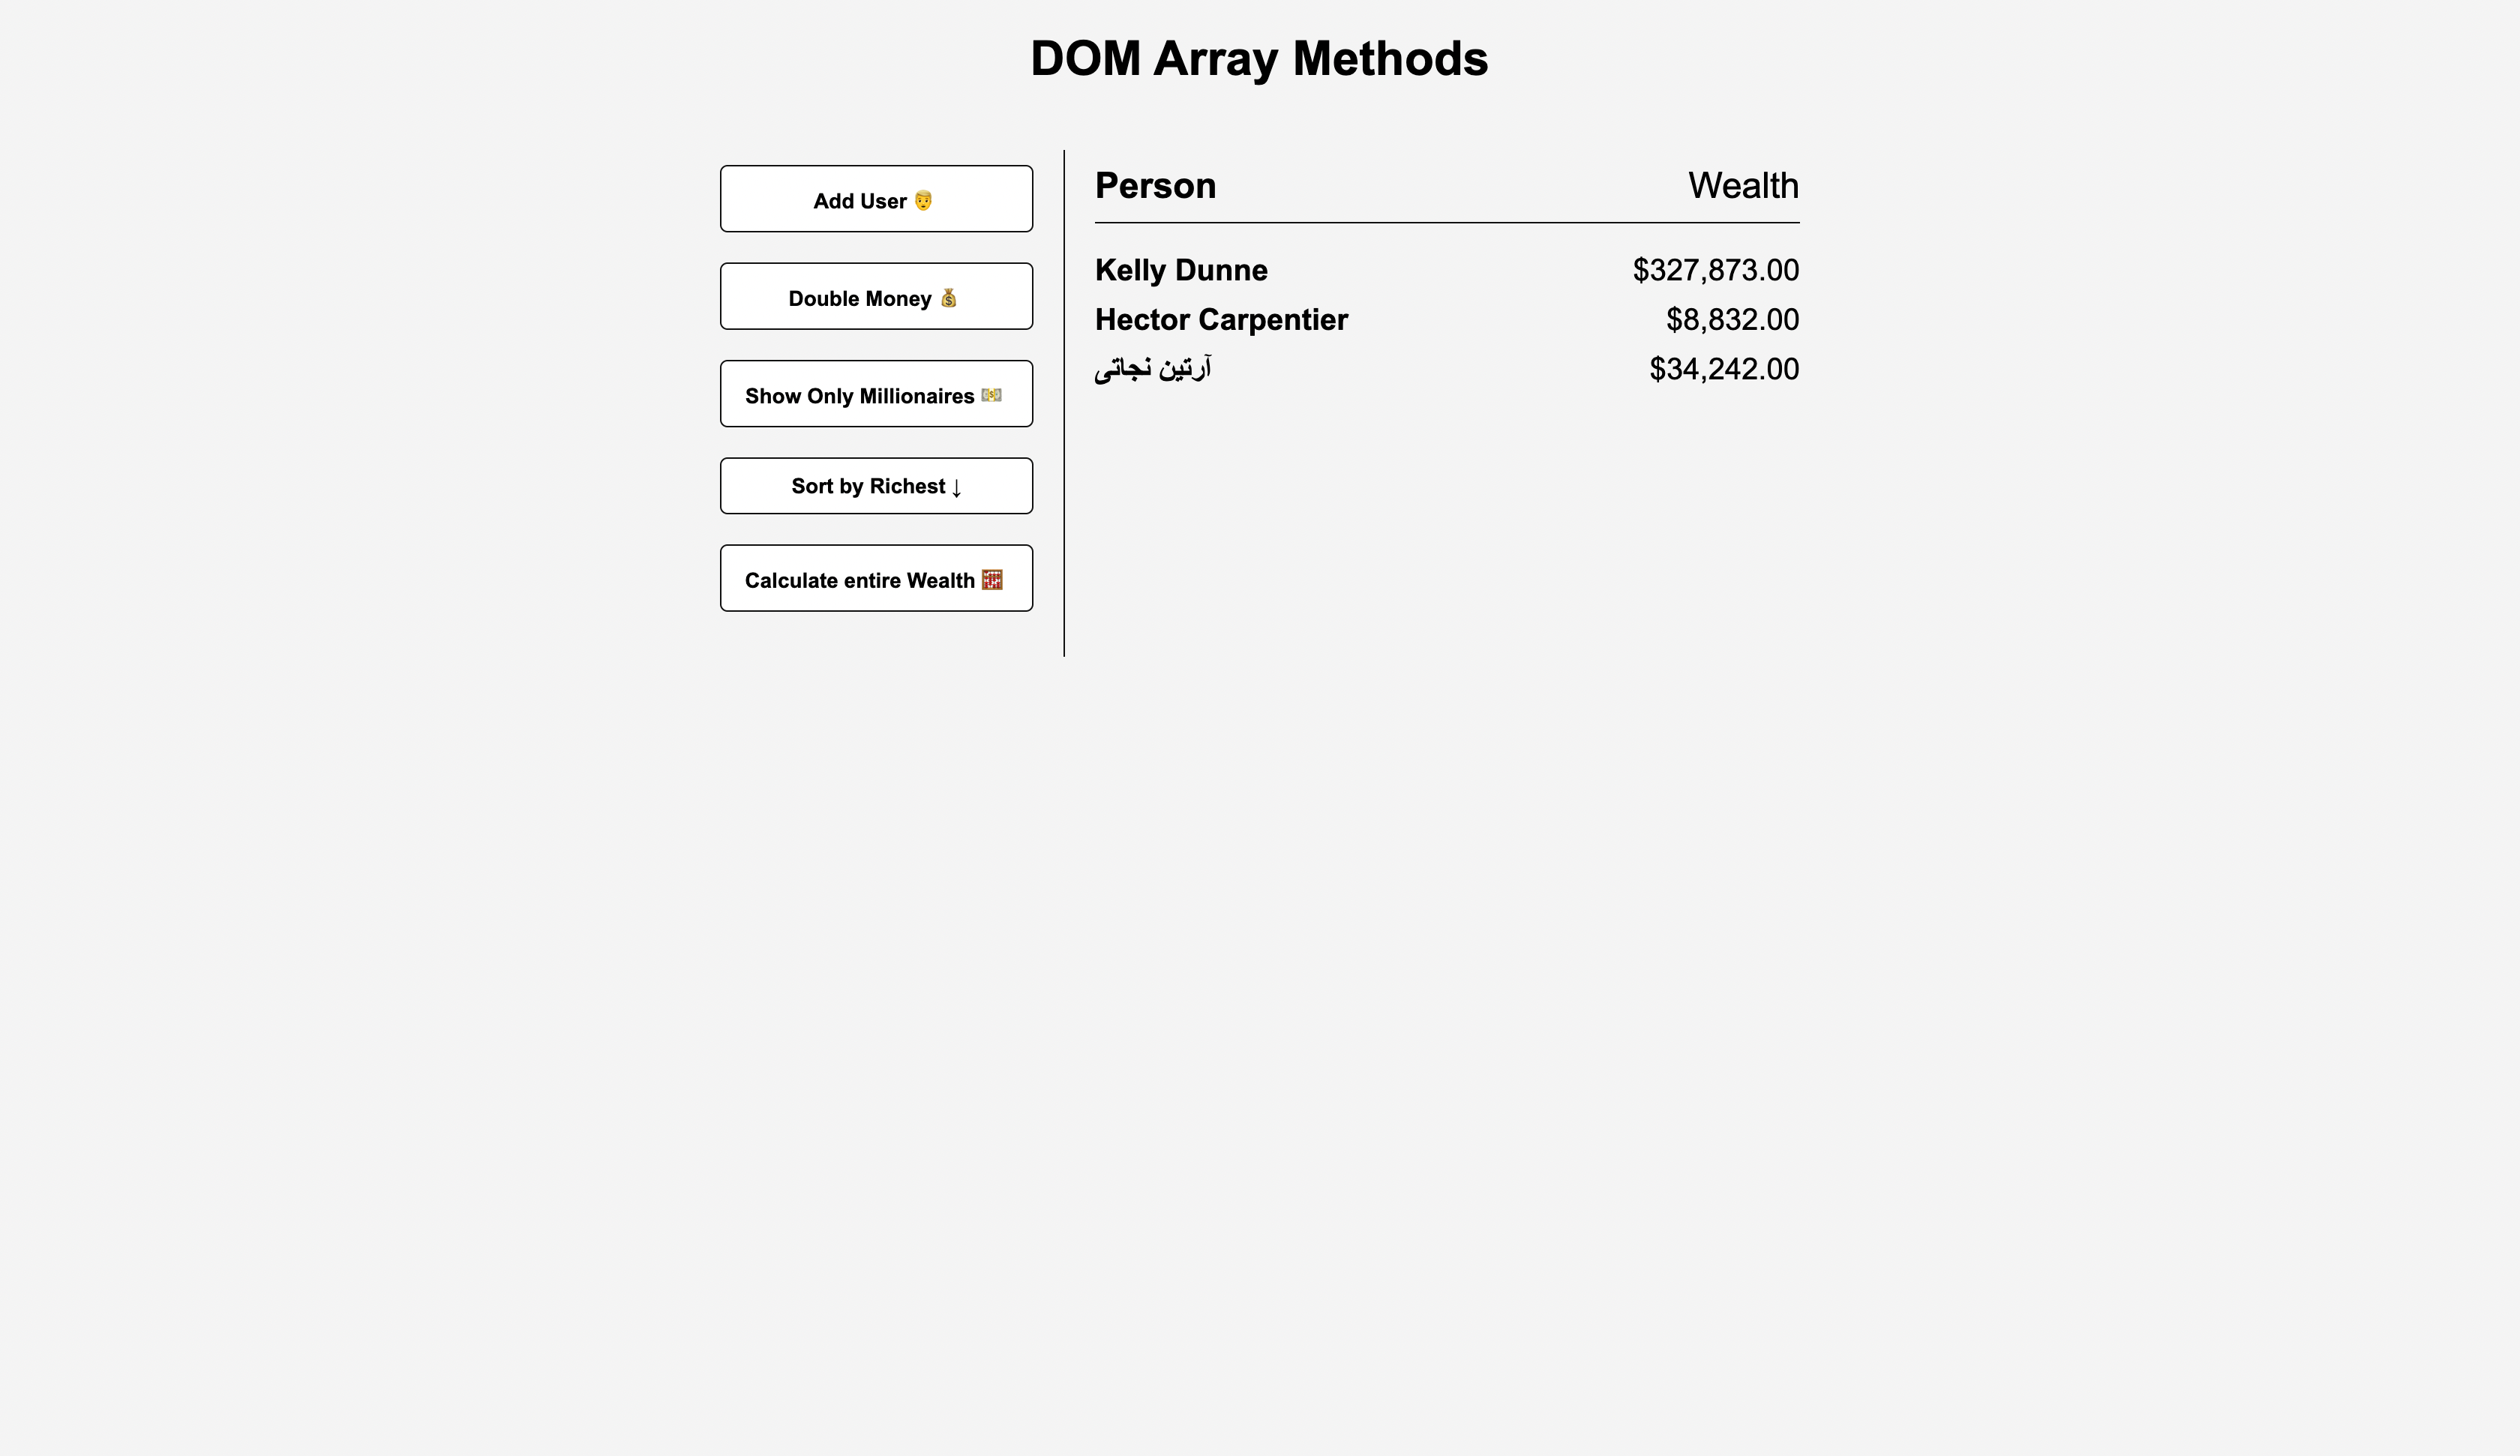 DOM Array Methods
Add User 👨
Double Money 💰
Show Only Millionaires 💵
Sort by Richest ↓
Calculate entire Wealth 🧮
Person Wealth
Kelly Dunne $327,873.00
Hector Carpentier $8,832.00
آرتین نجاتی $34,242.00